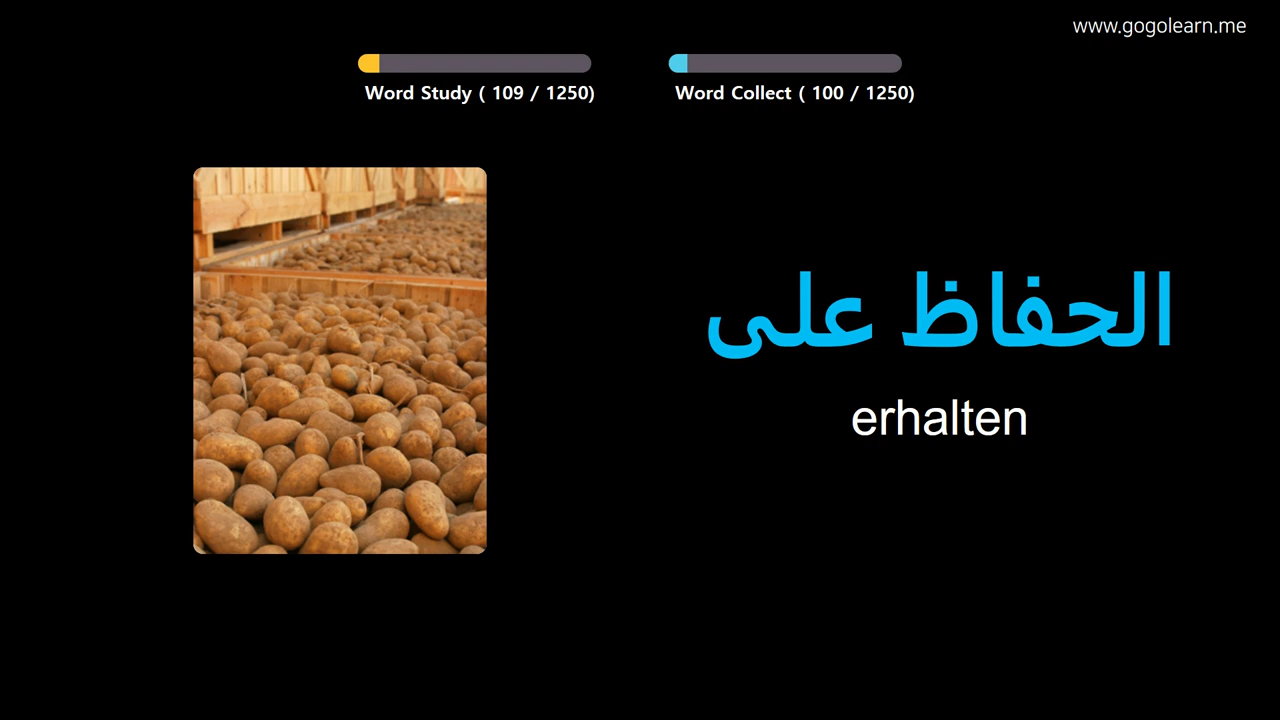 www.gogolearn.me
Word Study ( 109 / 1250)
Word Collect ( 100 / 1250)
الحفاظ على
erhalten